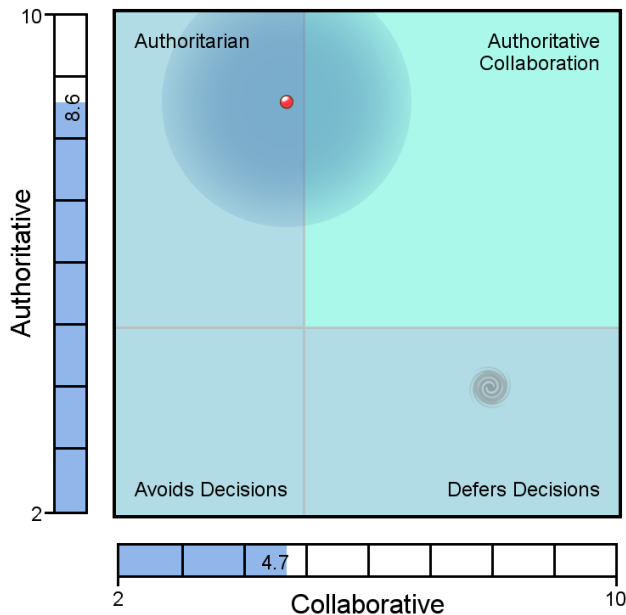 10
Authoritarian
Authoritative
Collaboration
8.6
Authoritative
Avoids Decisions
Defers Decisions
2
4.7
2
10
Collaborative